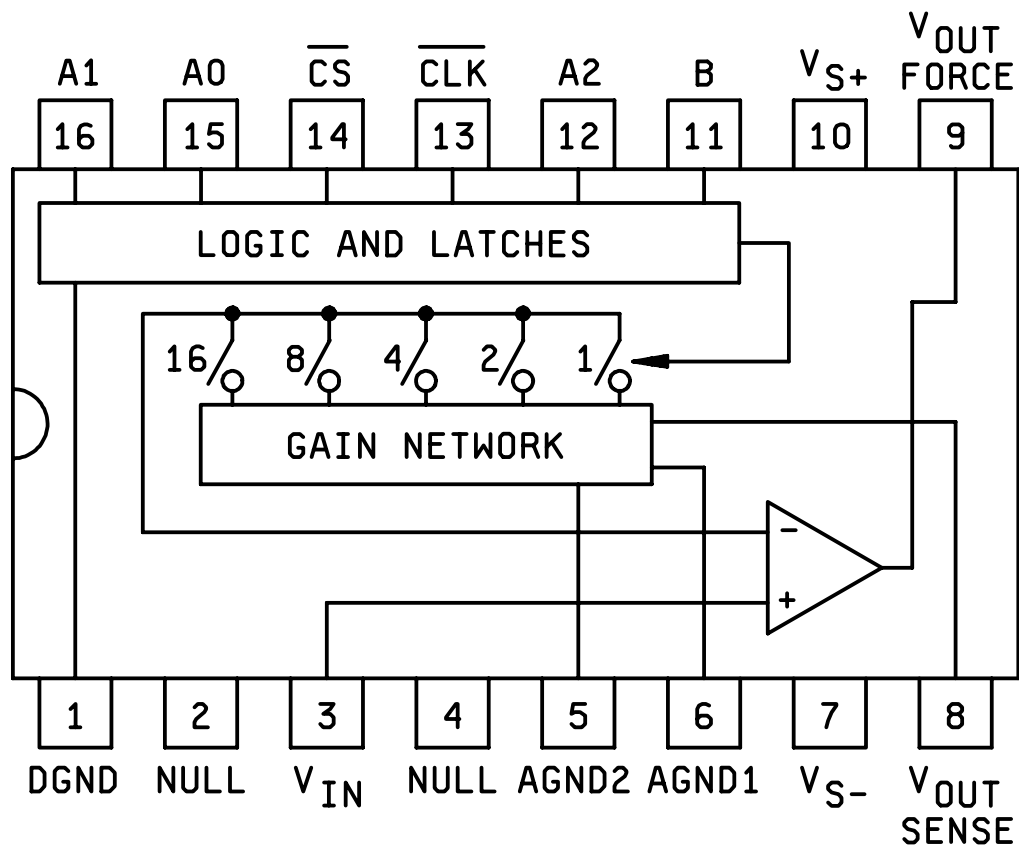 A1 A0 C̅S̅ C̅L̅K̅ A2 B VS+ VOUT FORCE
16 15 14 13 12 11 10 9
LOGIC AND LATCHES
16 8 4 2 1
GAIN NETWORK
−
+
1 2 3 4 5 6 7 8
DGND NULL VIN NULL AGND2 AGND1 VS− VOUT SENSE